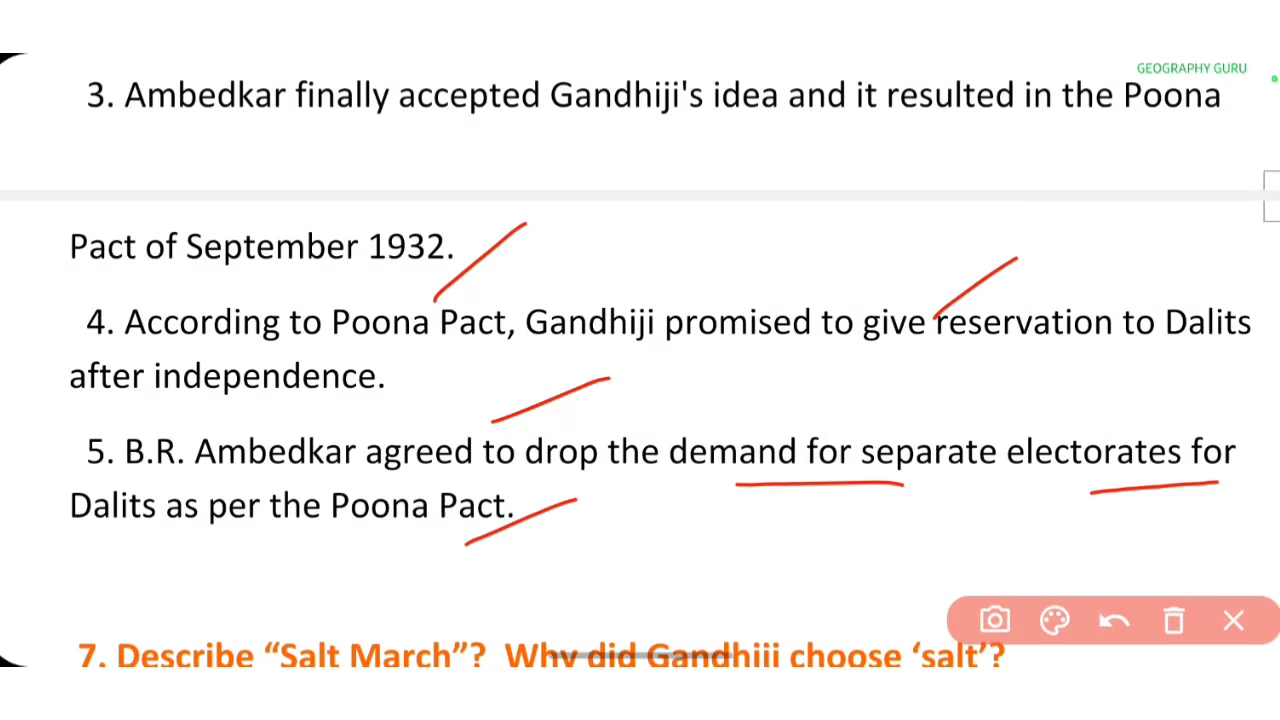 GEOGRAPHY GURU
3. Ambedkar finally accepted Gandhiji's idea and it resulted in the Poona
Pact of September 1932.
4. According to Poona Pact, Gandhiji promised to give reservation to Dalits
after independence.
5. B.R. Ambedkar agreed to drop the demand for separate electorates for
Dalits as per the Poona Pact.
7. Describe “Salt March”? Why did Gandhiji choose ‘salt’?